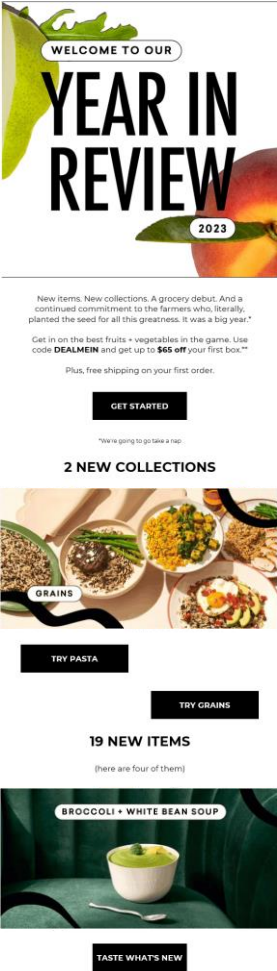 WELCOME TO OUR
YEAR IN
REVIEW
2023
New items. New collections. A grocery debut. And a
continued commitment to the farmers who, literally,
planted the seed for all this greatness. It was a big year.*
Get in on the best fruits + vegetables in the game. Use
code DEALMEIN and get up to $65 off your first box.**
Plus, free shipping on your first order.
GET STARTED
*We're going to go take a nap
2 NEW COLLECTIONS
GRAINS
TRY PASTA
TRY GRAINS
19 NEW ITEMS
(here are four of them)
BROCCOLI + WHITE BEAN SOUP
TASTE WHAT'S NEW